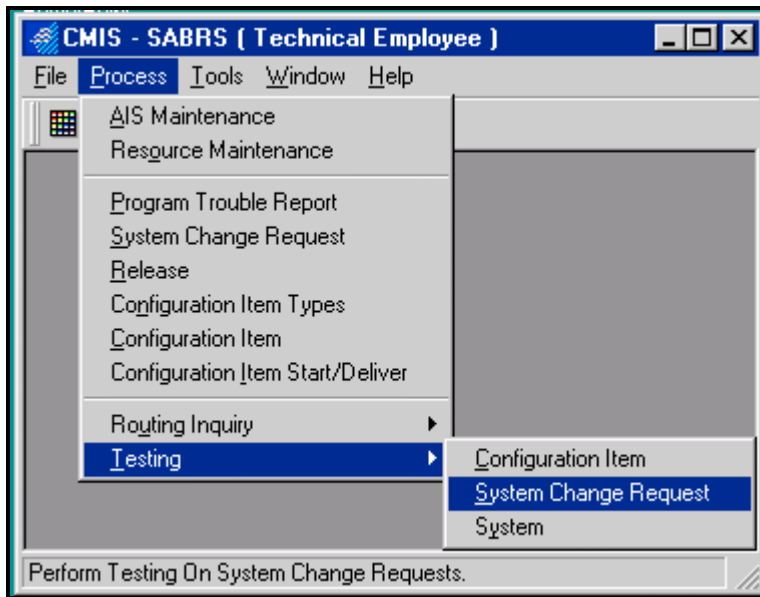 CMIS - SABRS ( Technical Employee )
File Process Tools Window Help
AIS Maintenance
Resource Maintenance
Program Trouble Report
System Change Request
Release
Configuration Item Types
Configuration Item
Configuration Item Start/Deliver
Routing Inquiry
Testing
Configuration Item
System Change Request
System
Perform Testing On System Change Requests.